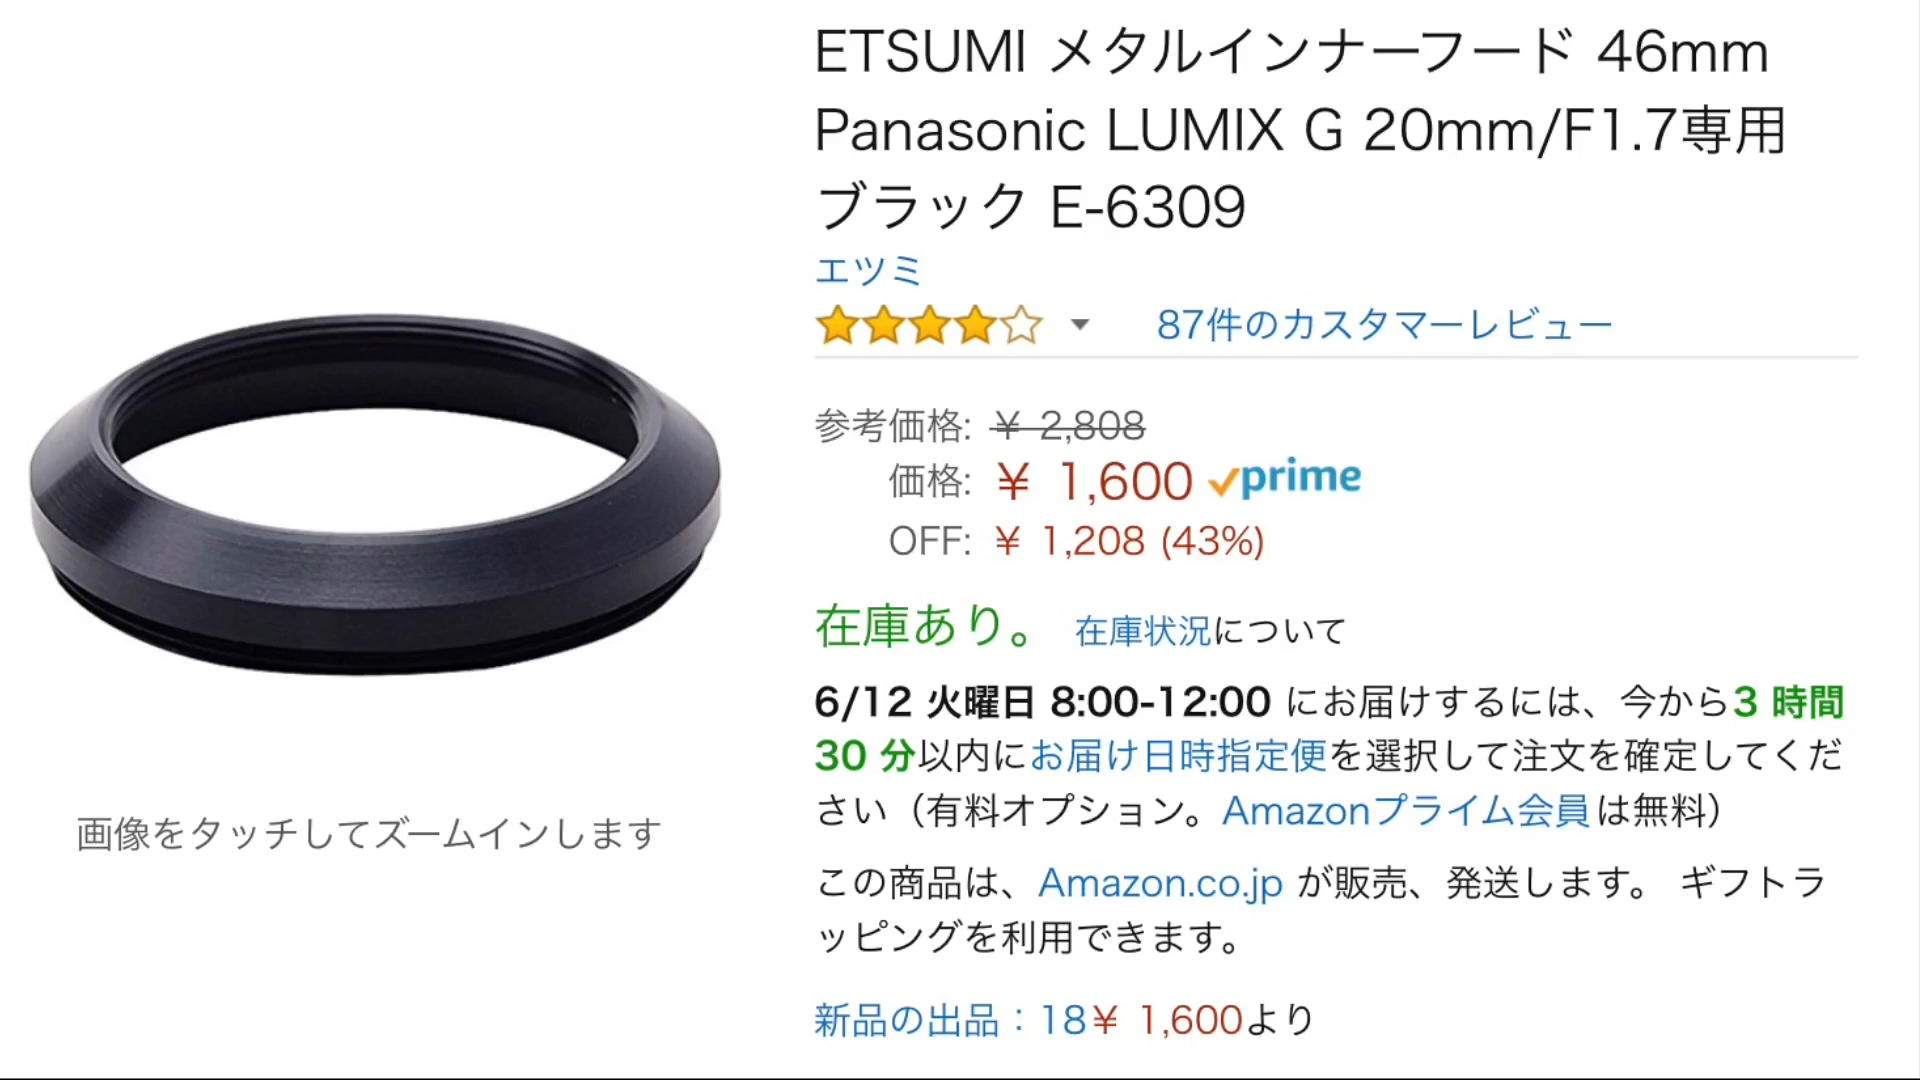 ETSUMI メタルインナーフード 46mm
Panasonic LUMIX G 20mm/F1.7専用
ブラック E-6309
エツミ
87件のカスタマーレビュー
参考価格: ¥ 2,808
価格: ¥ 1,600 prime
OFF: ¥ 1,208 (43%)
在庫あり。 在庫状況について
6/12 火曜日 8:00-12:00 にお届けするには、今から3 時間
30 分以内にお届け日時指定便を選択して注文を確定してくだ
さい（有料オプション。Amazonプライム会員は無料）
画像をタッチしてズームインします
この商品は、Amazon.co.jp が販売、発送します。 ギフトラ
ッピングを利用できます。
新品の出品：18¥ 1,600より